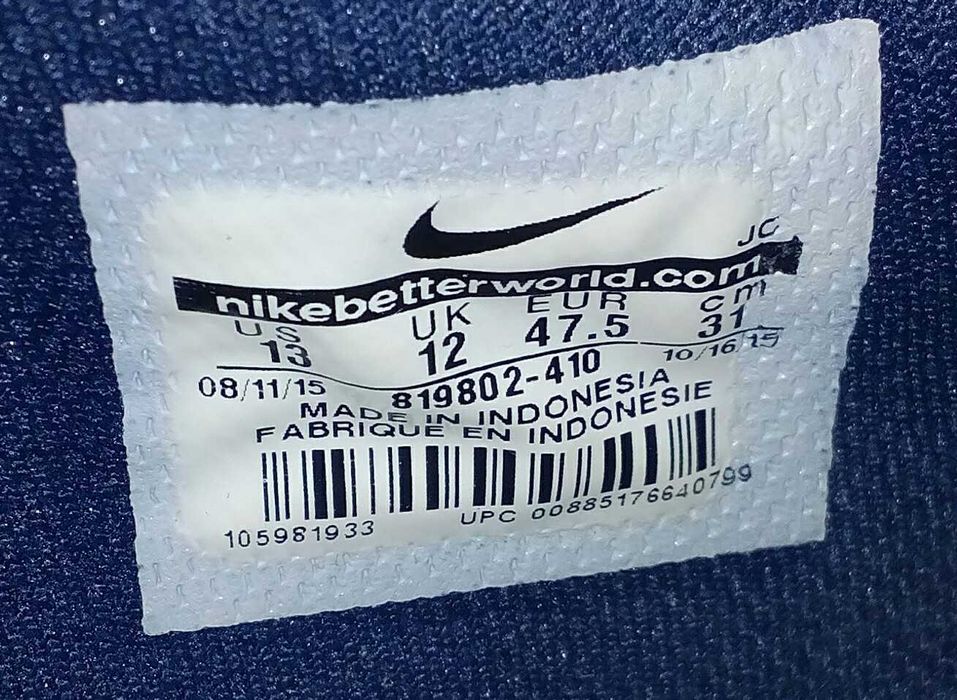 JC
nikebetterworld.com
US UK EUR cm
13 12 47.5 31
08/11/15 819802-410 10/16/15
MADE IN INDONESIA
FABRIQUE EN INDONESIE
105981933 UPC 00885176640799